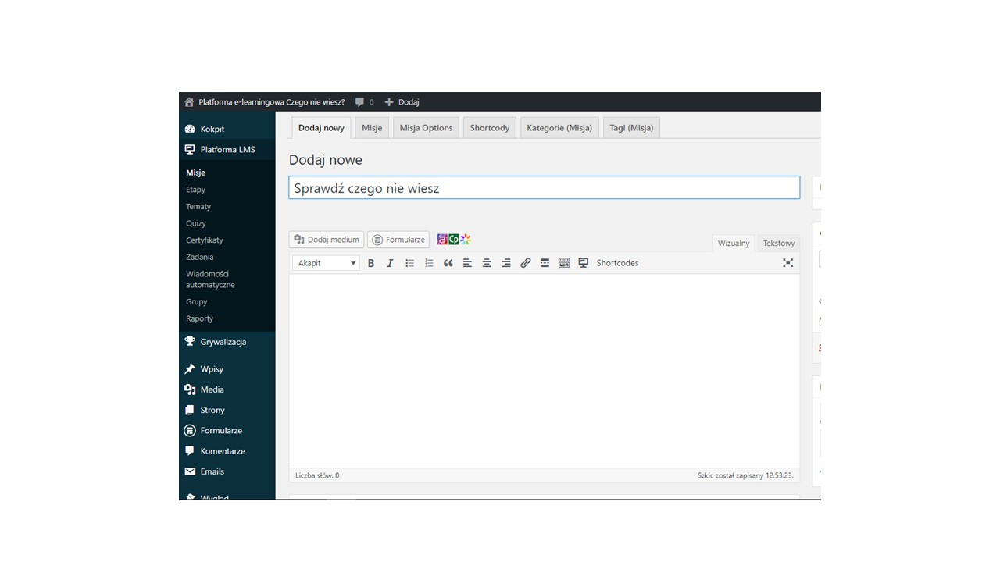 Platforma e-learningowa Czego nie wiesz? 0 Dodaj
Kokpit
Platforma LMS
Misje
Etapy
Tematy
Quizy
Certyfikaty
Zadania
Wiadomości
automatyczne
Grupy
Raporty
Grywalizacja
Wpisy
Media
Strony
Formularze
Komentarze
Emails
Wygląd
Dodaj nowy Misje Misja Options Shortcody Kategorie (Misja) Tagi (Misja)
Dodaj nowe
Sprawdź czego nie wiesz
Dodaj medium Formularze Cp
Wizualny Tekstowy
Akapit B I Shortcodes
Liczba słów: 0 Szkic został zapisany 12:53:23.